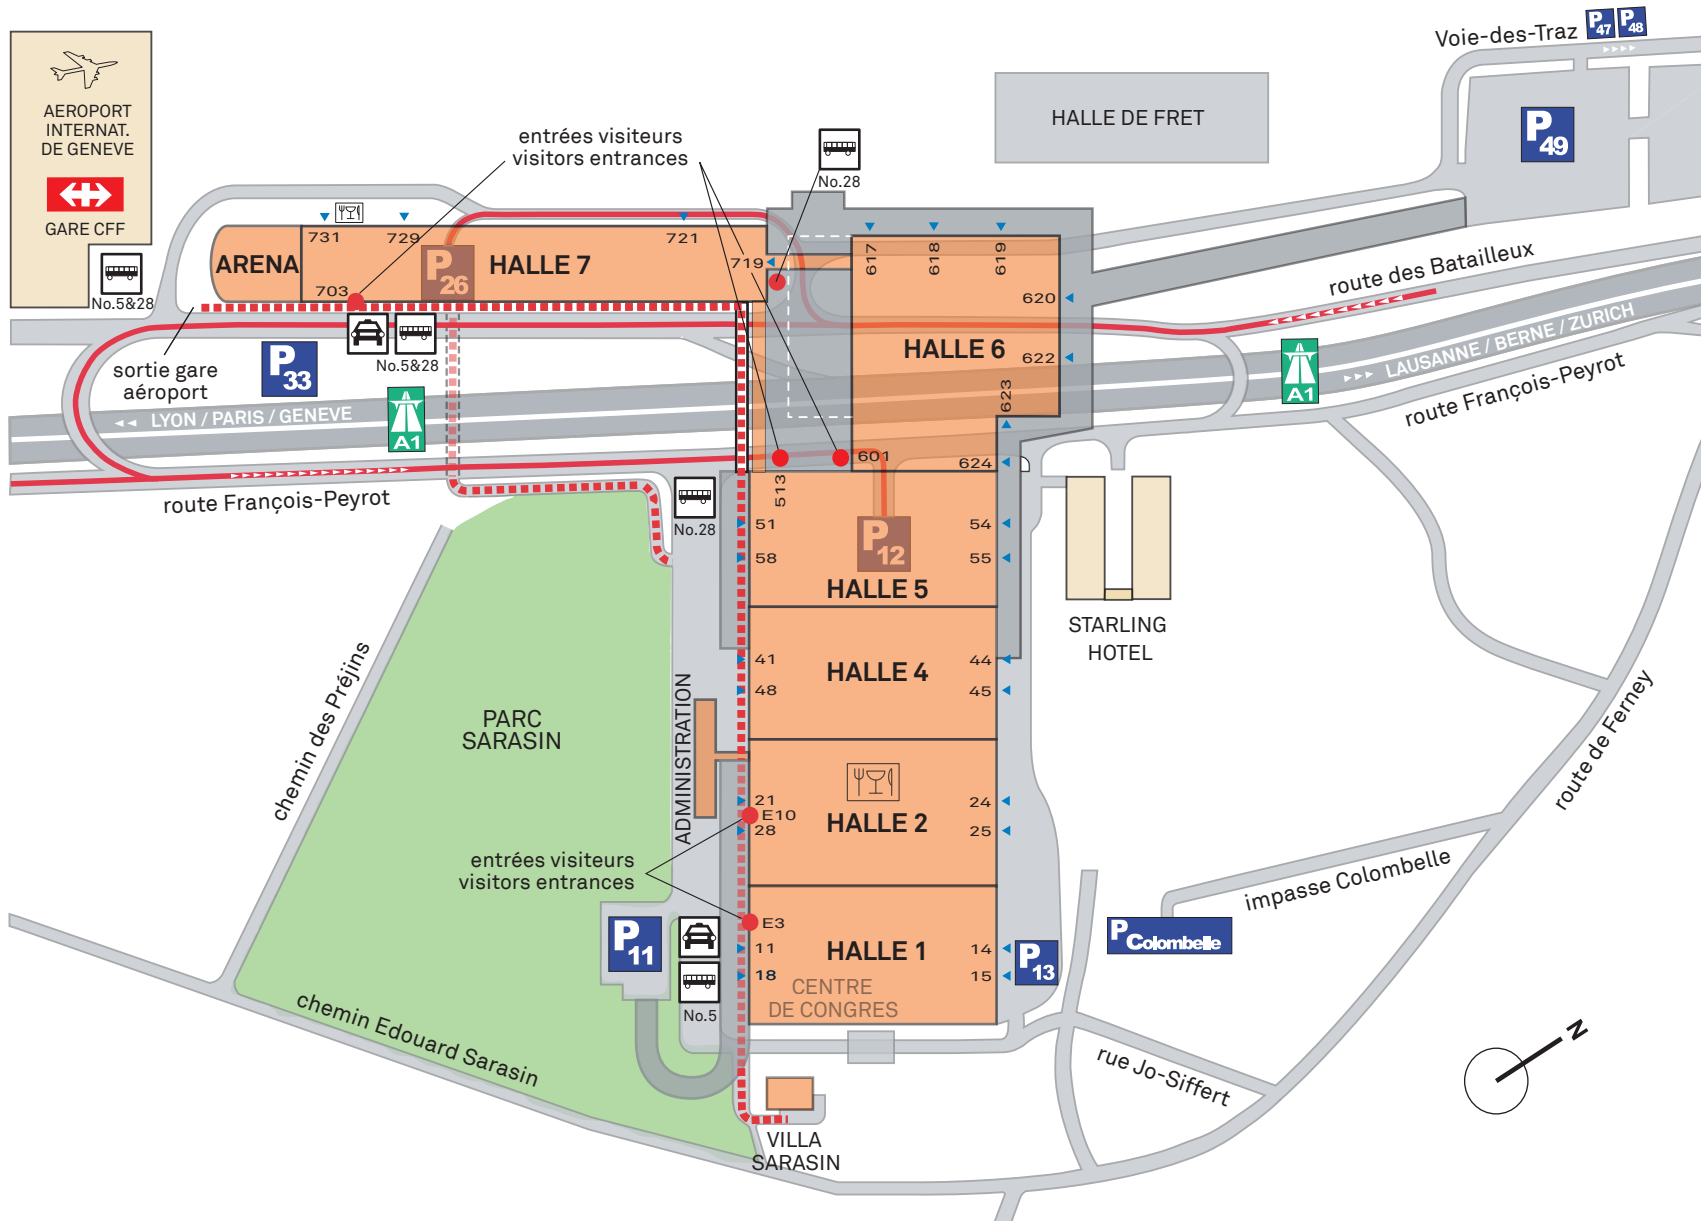 Voie-des-Traz
P47
P48
AEROPORT
INTERNAT.
DE GENEVE
GARE CFF
No.5&28
HALLE DE FRET
P49
entrées visiteurs
visitors entrances
No.28
731
729
721
617
618
619
ARENA
P26
HALLE 7
719
703
620
route des Batailleux
No.5&28
sortie gare
aéroport
P33
HALLE 6
622
623
A1
LAUSANNE / BERNE / ZURICH
route François-Peyrot
LYON / PARIS / GENEVE
A1
601
624
route François-Peyrot
513
No.28
51
54
P12
58
55
HALLE 5
STARLING
HOTEL
41
44
HALLE 4
48
45
chemin des Préjins
PARC
SARASIN
ADMINISTRATION
route de Ferney
21
24
E10
HALLE 2
28
25
entrées visiteurs
visitors entrances
impasse Colombelle
E3
P11
P Colombelle
11
HALLE 1
14
P13
18
15
CENTRE
DE CONGRES
No.5
chemin Edouard Sarasin
rue Jo-Siffert
N
VILLA
SARASIN